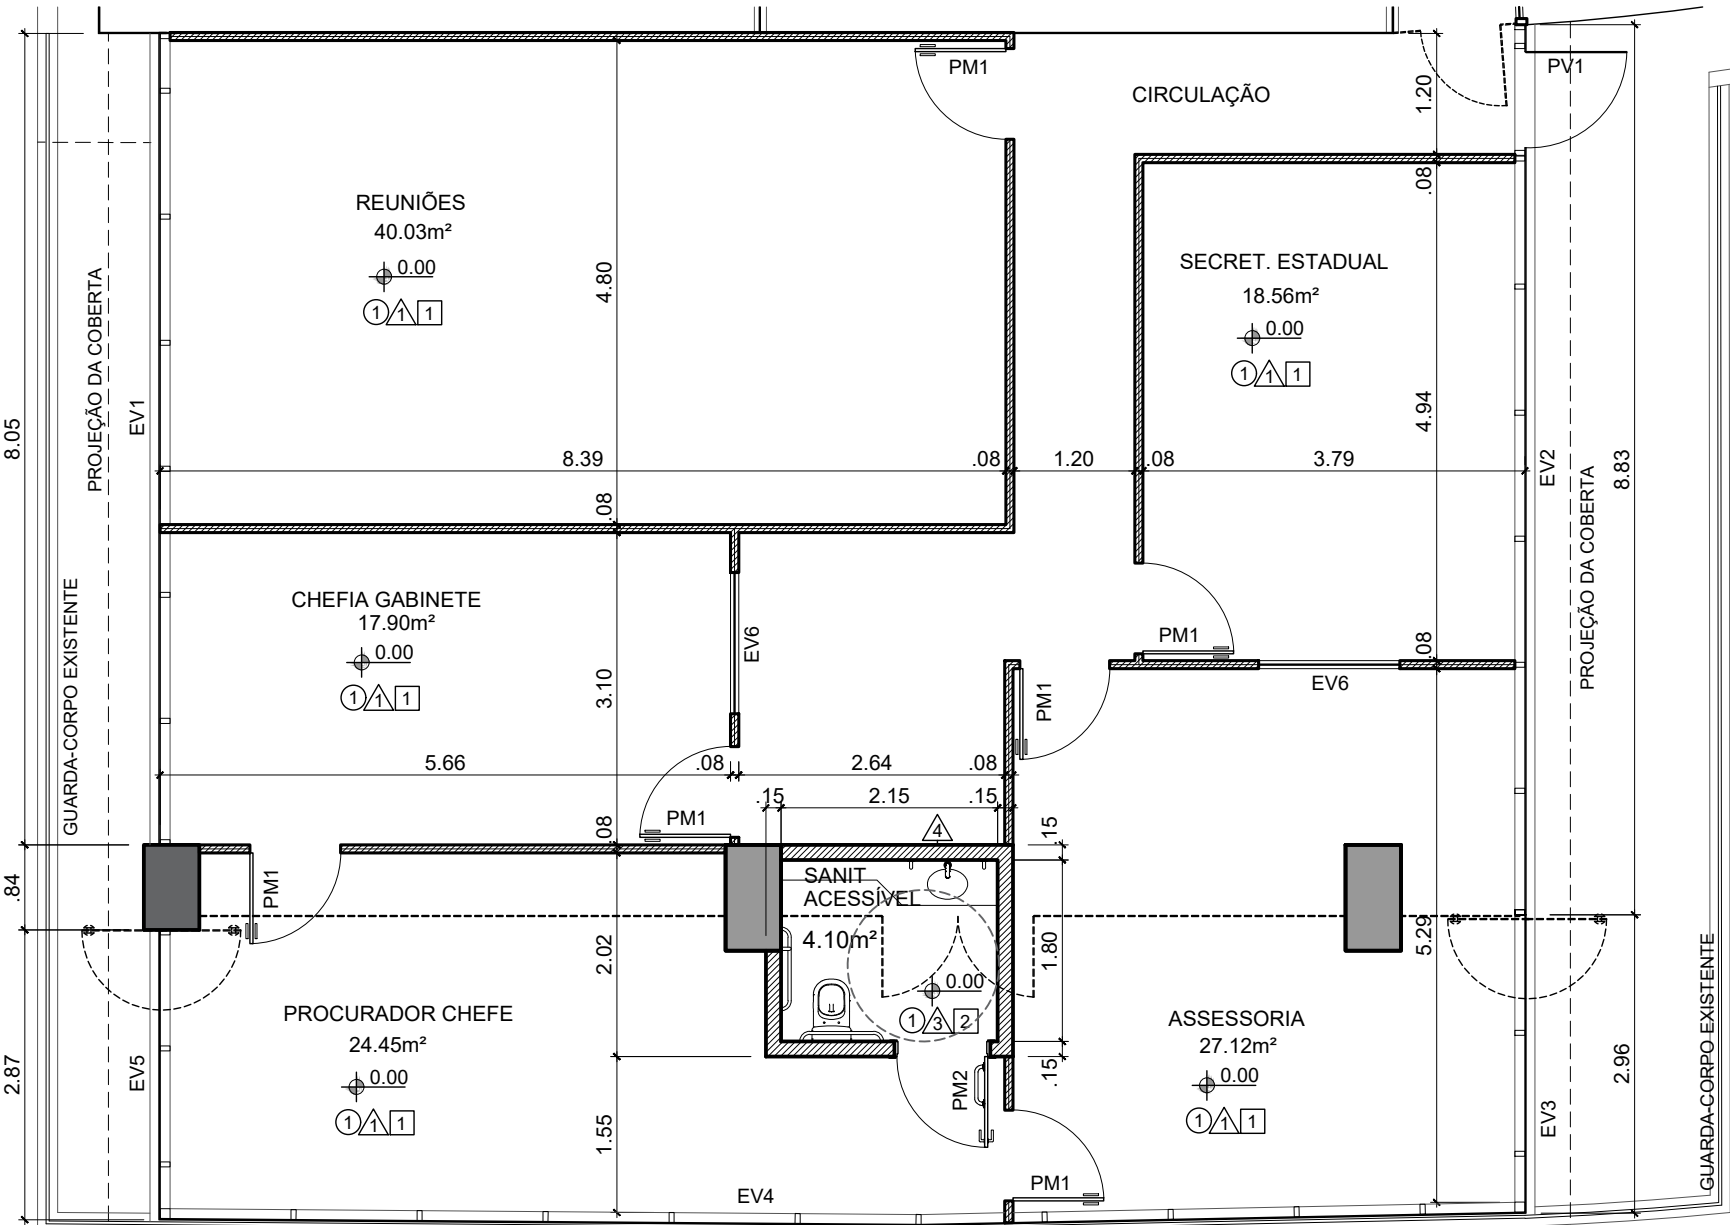 PM1
PV1
CIRCULAÇÃO
1.20
.08
REUNIÕES
40.03m²
0.00
1 1 1
4.80
SECRET. ESTADUAL
18.56m²
0.00
1 1 1
4.94
PROJEÇÃO DA COBERTA
EV1
8.05
8.39
.08
1.20
.08
3.79
EV2
8.83
.08
PROJEÇÃO DA COBERTA
GUARDA-CORPO EXISTENTE
CHEFIA GABINETE
17.90m²
0.00
1 1 1
3.10
EV6
PM1
.08
EV6
PM1
5.66
.08
2.64
.08
.15
2.15
.15
PM1
.08
4
.15
.84
PM1
SANIT
ACESSÍVEL
4.10m²
0.00
1 3 2
1.80
.15
2.02
5.29
PROCURADOR CHEFE
24.45m²
0.00
1 1 1
ASSESSORIA
27.12m²
0.00
1 1 1
2.87
EV5
1.55
PM2
PM1
EV4
EV3
2.96
GUARDA-CORPO EXISTENTE